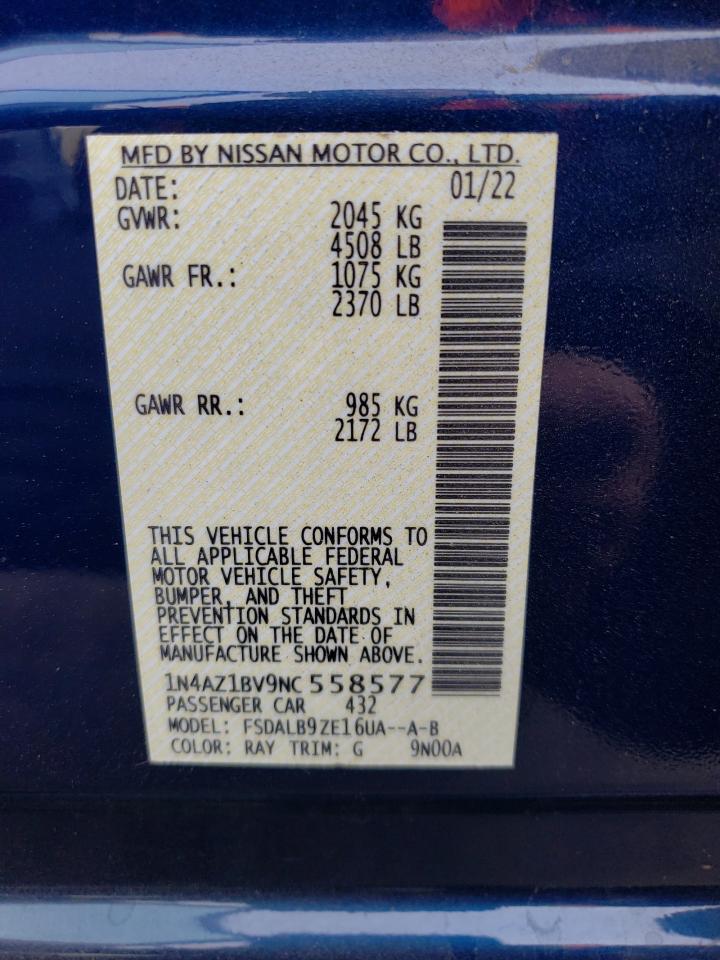 MFD BY NISSAN MOTOR CO., LTD.
DATE: 01/22
GVWR: 2045 KG
4508 LB
GAWR FR.: 1075 KG
2370 LB
GAWR RR.: 985 KG
2172 LB
THIS VEHICLE CONFORMS TO
ALL APPLICABLE FEDERAL
MOTOR VEHICLE SAFETY,
BUMPER, AND THEFT
PREVENTION STANDARDS IN
EFFECT ON THE DATE OF
MANUFACTURE SHOWN ABOVE.
1N4AZ1BV9NC 558577
PASSENGER CAR 432
MODEL: FSDALB9ZE16UA--A-B
COLOR: RAY TRIM: G 9N00A